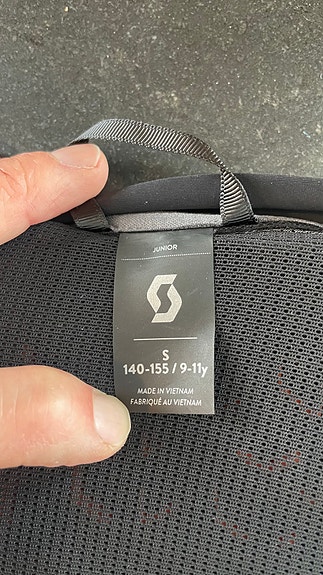 JUNIOR
S
140-155 / 9-11y
MADE IN VIETNAM
FABRIQUÉ AU VIETNAM